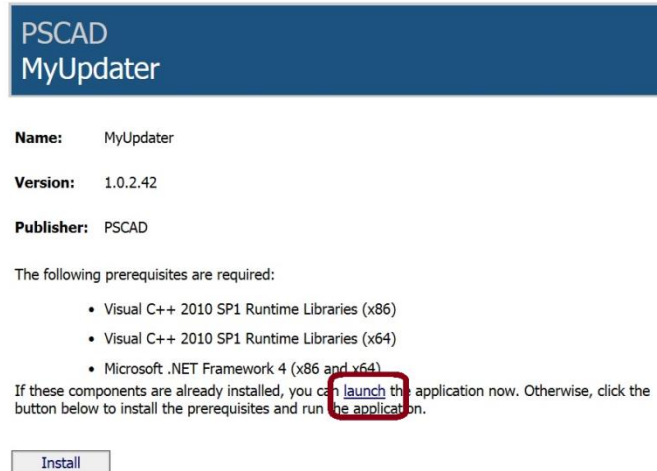 PSCAD
MyUpdater
Name: MyUpdater
Version: 1.0.2.42
Publisher: PSCAD
The following prerequisites are required:
• Visual C++ 2010 SP1 Runtime Libraries (x86)
• Visual C++ 2010 SP1 Runtime Libraries (x64)
• Microsoft .NET Framework 4 (x86 and x64)
If these components are already installed, you can launch the application now. Otherwise, click the
button below to install the prerequisites and run the application.
Install